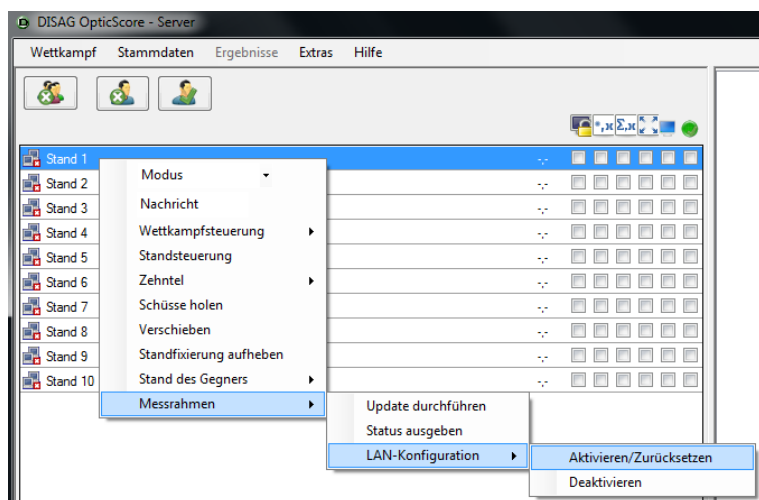 DISAG OpticScore - Server
Wettkampf Stammdaten Ergebnisse Extras Hilfe
*,x Σ,x
Stand 1 -,-
Stand 2 -,-
Stand 3 -,-
Stand 4 -,-
Stand 5 -,-
Stand 6 -,-
Stand 7 -,-
Stand 8 -,-
Stand 9 -,-
Stand 10 -,-
Modus
Nachricht
Wettkampfsteuerung
Standsteuerung
Zehntel
Schüsse holen
Verschieben
Standfixierung aufheben
Stand des Gegners
Messrahmen
Update durchführen
Status ausgeben
LAN-Konfiguration
Aktivieren/Zurücksetzen
Deaktivieren